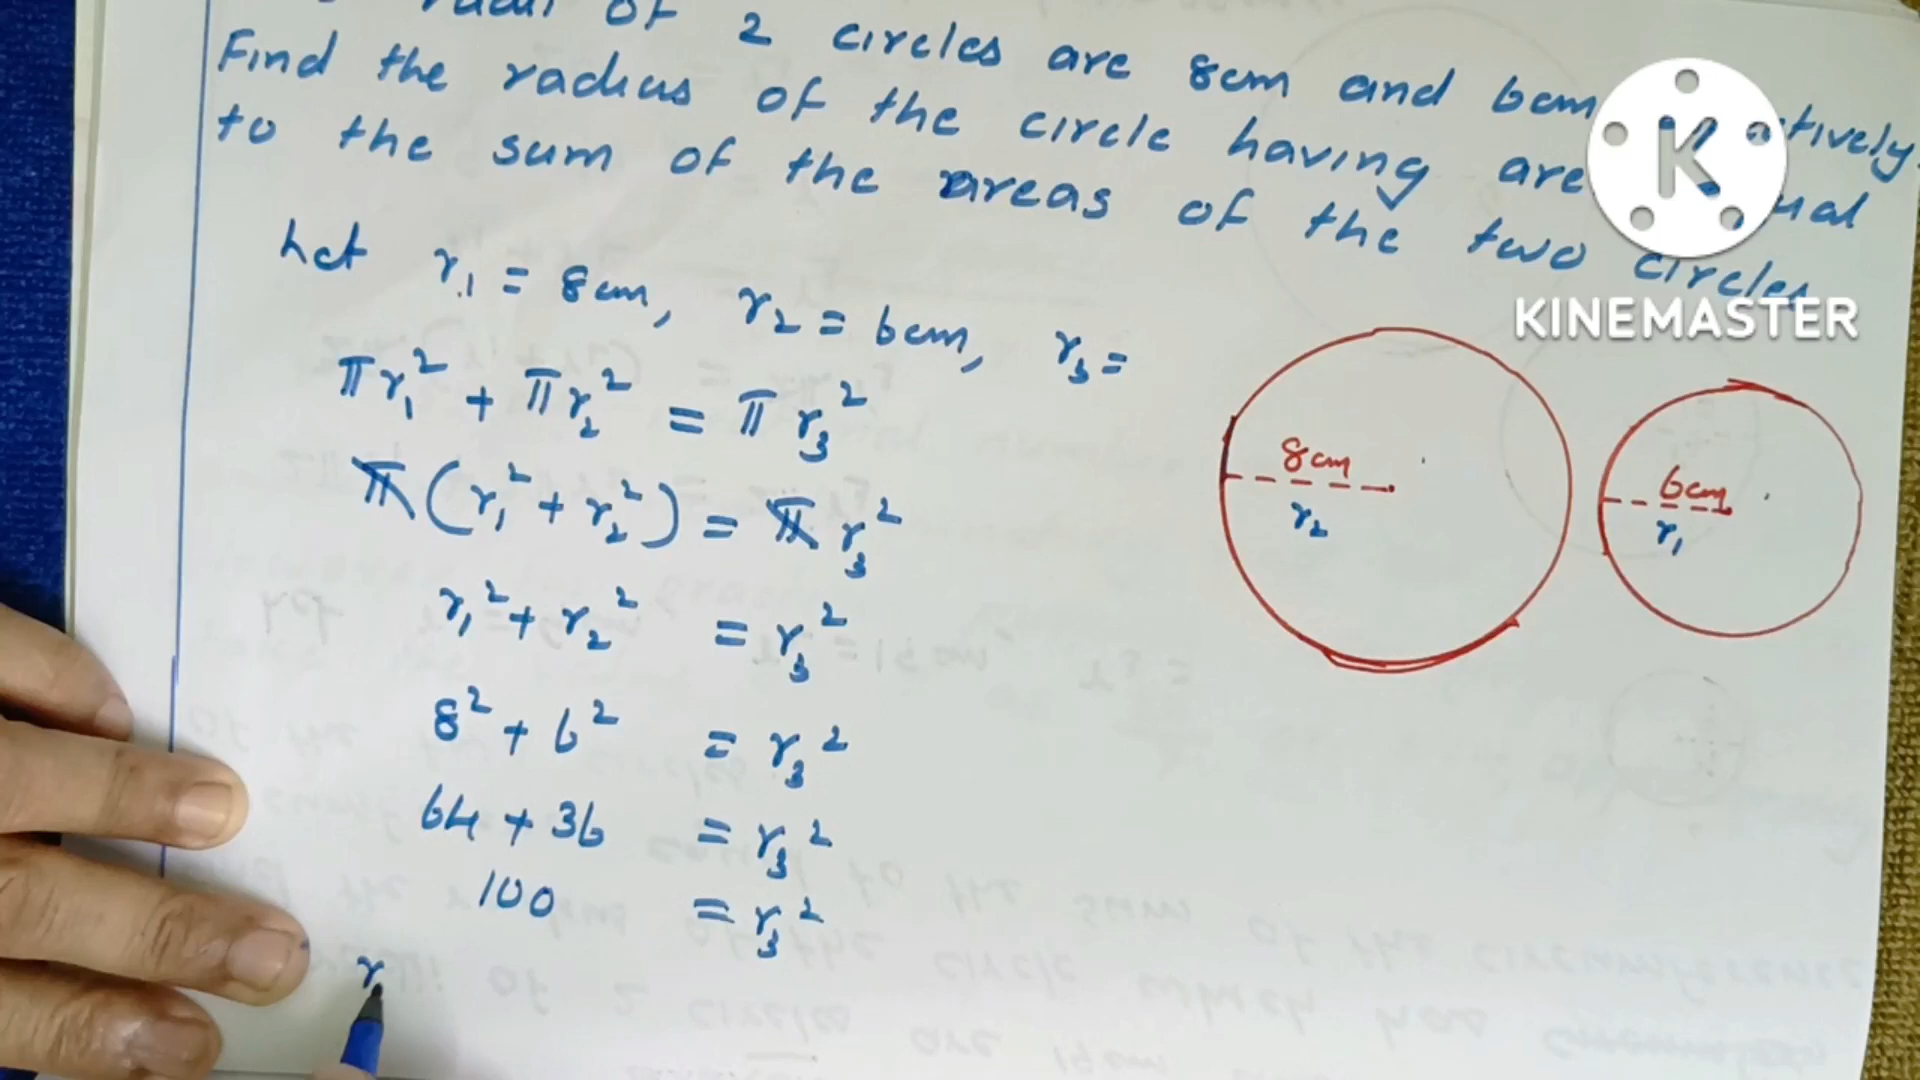 radii of 2 circles are 8cm and 6cm
Find the radius of the circle having
to the sum of the areas of the two circles
K
KINEMASTER
Let r₁ = 8cm, r₂ = 6cm, r₃ =
πr₁² + πr₂² = πr₃²
π(r₁² + r₂²) = πr₃²
r₁² + r₂² = r₃²
8² + 6² = r₃²
64 + 36 = r₃²
100 = r₃²
r
8cm
r₂
6cm
r₁